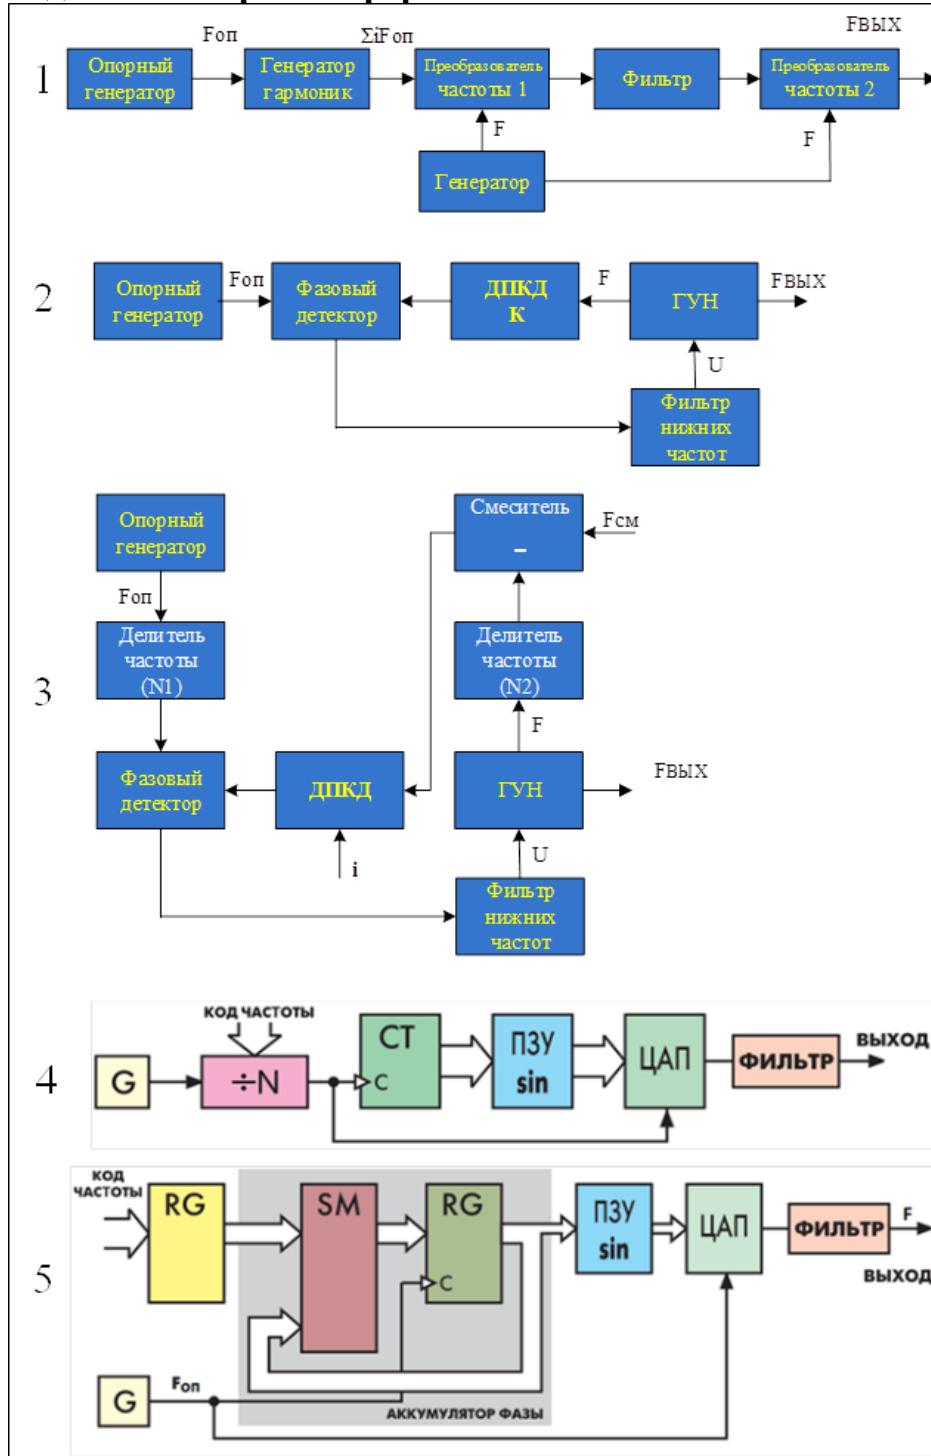 Fоп
ΣiFоп
FВЫХ
1
Опорный
генератор
Генератор
гармоник
Преобразователь
частоты 1
Фильтр
Преобразователь
частоты 2
F
F
Генератор
2
Опорный
генератор
Fоп
Фазовый
детектор
ДПКД
К
F
ГУН
FВЫХ
U
Фильтр
нижних
частот
3
Опорный
генератор
Смеситель
–
Fсм
Fоп
Делитель
частоты
(N1)
Делитель
частоты
(N2)
F
Фазовый
детектор
ДПКД
ГУН
FВЫХ
i
U
Фильтр
нижних
частот
4
КОД ЧАСТОТЫ
G
÷N
CT
C
ПЗУ
sin
ЦАП
ФИЛЬТР
ВЫХОД
5
КОД
ЧАСТОТЫ
RG
SM
RG
C
ПЗУ
sin
ЦАП
ФИЛЬТР
F
ВЫХОД
G
Fоп
АККУМУЛЯТОР ФАЗЫ